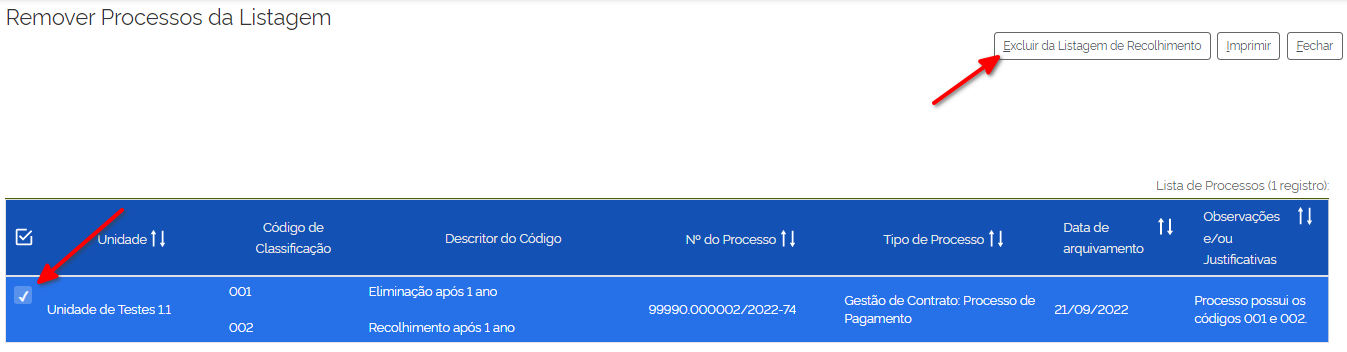 Remover Processos da Listagem
Excluir da Listagem de Recolhimento Imprimir Fechar
Lista de Processos (1 registro):
Unidade Código de Classificação Descritor do Código Nº do Processo Tipo de Processo Data de arquivamento Observações e/ou Justificativas
Unidade de Testes 1.1
001 Eliminação após 1 ano
002 Recolhimento após 1 ano
99990.000002/2022-74
Gestão de Contrato: Processo de
Pagamento
21/09/2022
Processo possui os
códigos 001 e 002.